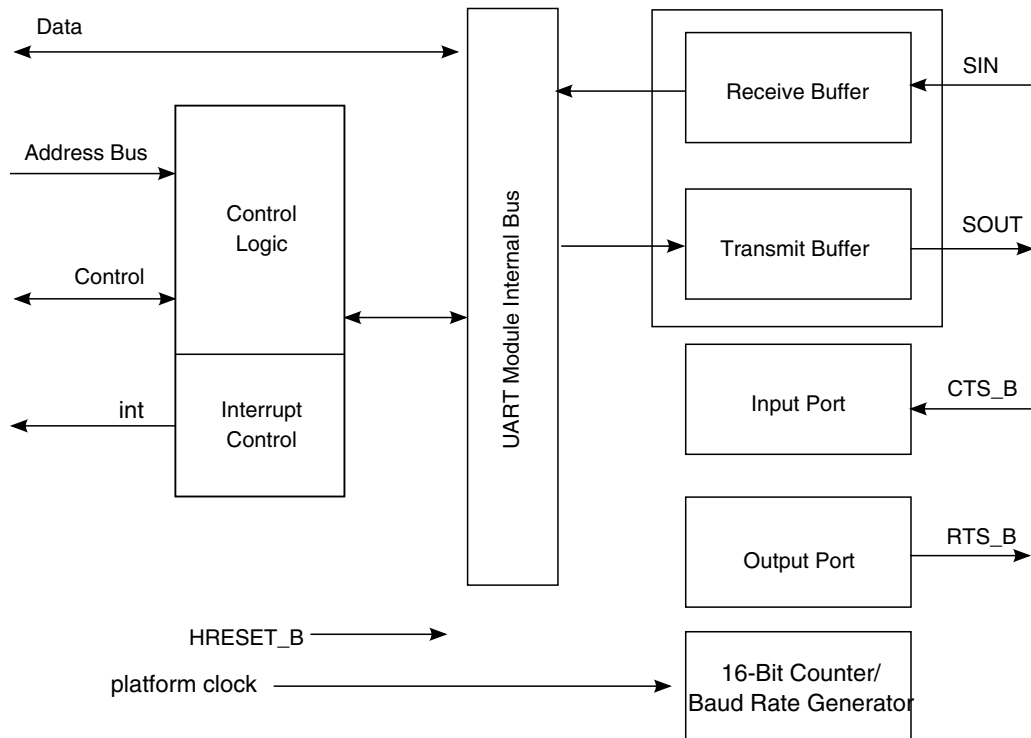 Data
Address Bus
Control
int
Control
Logic
Interrupt
Control
UART Module Internal Bus
Receive Buffer
SIN
Transmit Buffer
SOUT
Input Port
CTS_B
Output Port
RTS_B
HRESET_B
platform clock
16-Bit Counter/
Baud Rate Generator